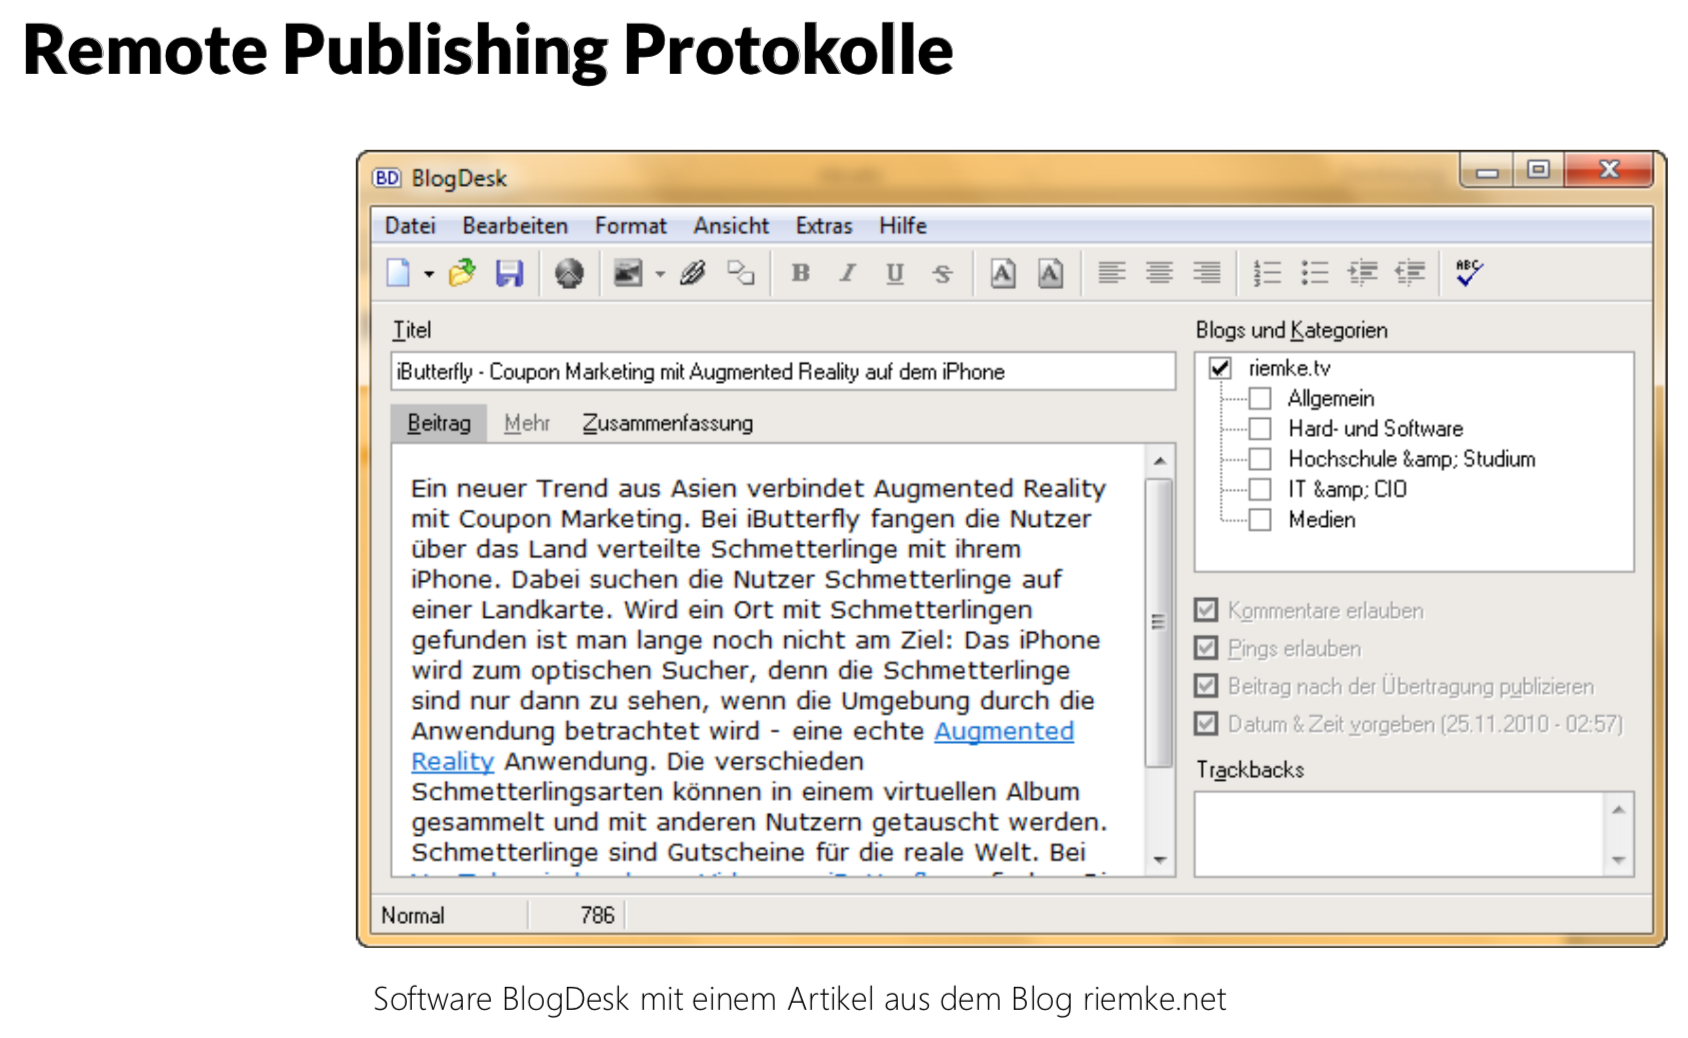 Remote Publishing Protokolle
BD BlogDesk
Datei Bearbeiten Format Ansicht Extras Hilfe
B I U S A A ABC
Titel
iButterfly - Coupon Marketing mit Augmented Reality auf dem iPhone
Beitrag Mehr Zusammenfassung
Ein neuer Trend aus Asien verbindet Augmented Reality
mit Coupon Marketing. Bei iButterfly fangen die Nutzer
über das Land verteilte Schmetterlinge mit ihrem
iPhone. Dabei suchen die Nutzer Schmetterlinge auf
einer Landkarte. Wird ein Ort mit Schmetterlingen
gefunden ist man lange noch nicht am Ziel: Das iPhone
wird zum optischen Sucher, denn die Schmetterlinge
sind nur dann zu sehen, wenn die Umgebung durch die
Anwendung betrachtet wird - eine echte Augmented
Reality Anwendung. Die verschieden
Schmetterlingsarten können in einem virtuellen Album
gesammelt und mit anderen Nutzern getauscht werden.
Schmetterlinge sind Gutscheine für die reale Welt. Bei
Blogs und Kategorien
riemke.tv
Allgemein
Hard- und Software
Hochschule &amp; Studium
IT &amp; CIO
Medien
Kommentare erlauben
Pings erlauben
Beitrag nach der Übertragung publizieren
Datum & Zeit vorgeben (25.11.2010 - 02:57)
Trackbacks
Normal 786
Software BlogDesk mit einem Artikel aus dem Blog riemke.net